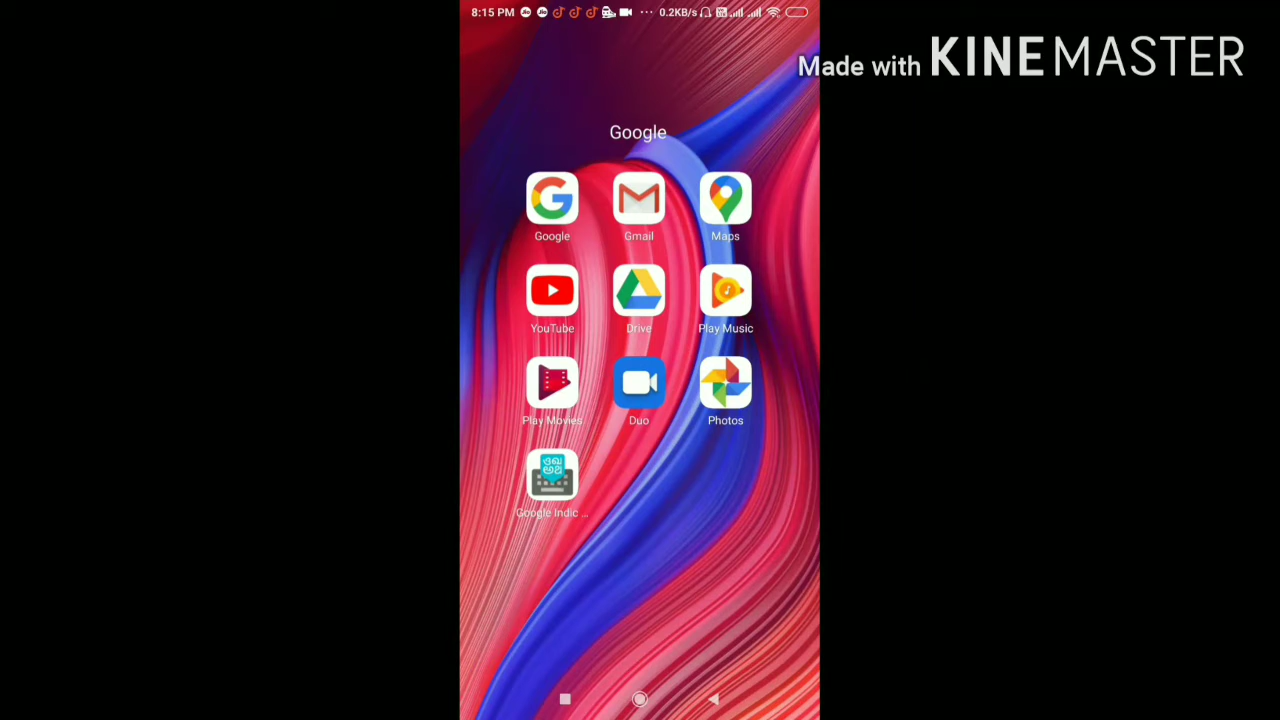 8:15 PM 0.2KB/s
Made with KINEMASTER
Google
Google Gmail Maps
YouTube Drive Play Music
Play Movies Duo Photos
Google Indic ...